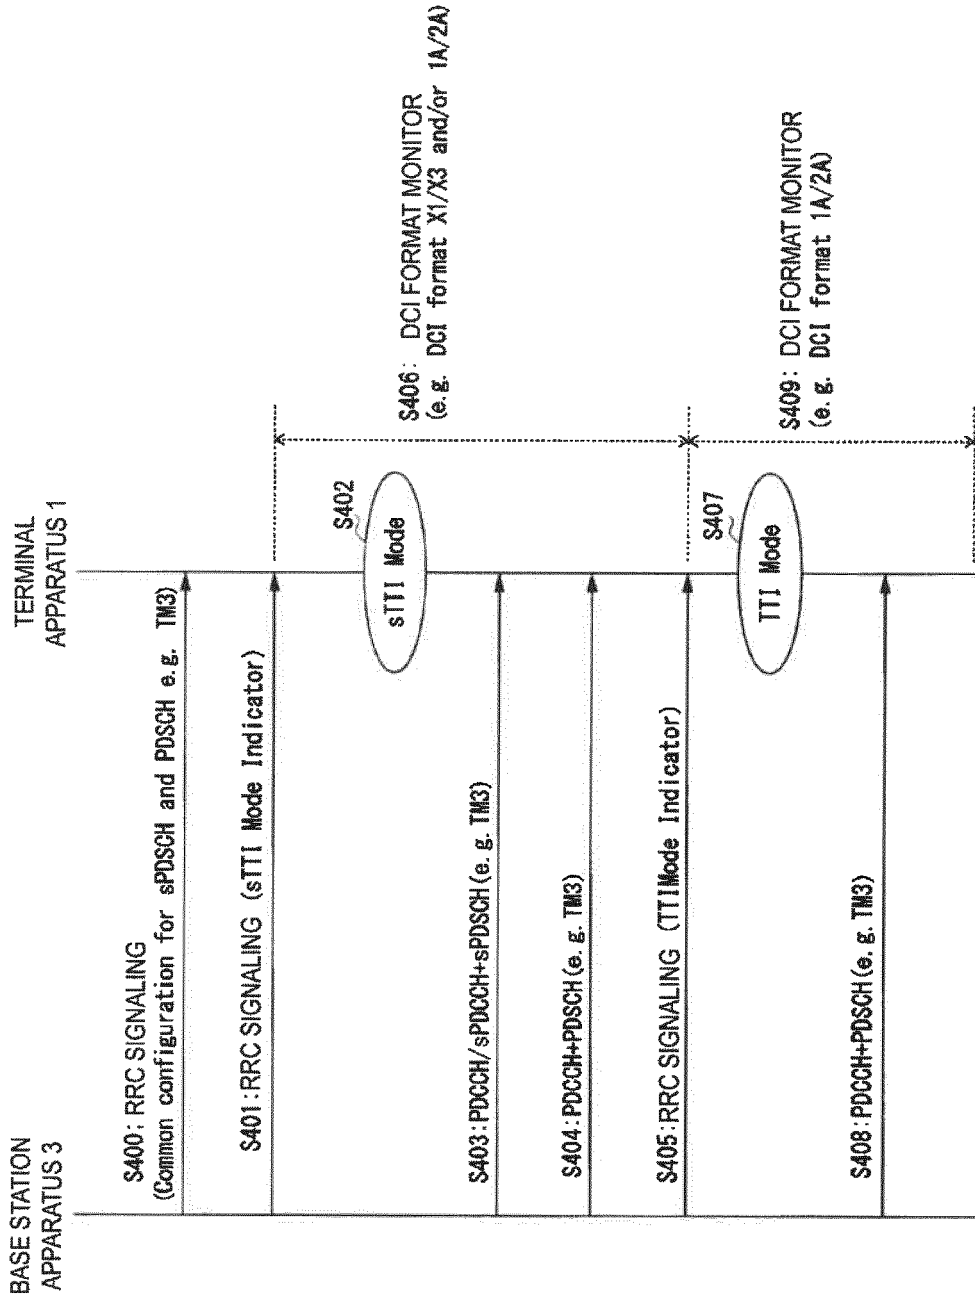 BASE STATION
APPARATUS 3
TERMINAL
APPARATUS 1
S400: RRC SIGNALING
(Common configuration for sPDSCH and PDSCH e.g. TM3)
S401:RRC SIGNALING (sTTI Mode Indicator)
S402
sTTI Mode
S406: DCI FORMAT MONITOR
(e.g. DCI format X1/X3 and/or 1A/2A)
S403:PDCCH/sPDCCH+sPDSCH(e.g. TM3)
S404:PDCCH+PDSCH(e.g. TM3)
S405:RRC SIGNALING (TTIMode Indicator)
S407
TTI Mode
S409: DCI FORMAT MONITOR
(e.g. DCI format 1A/2A)
S408:PDCCH+PDSCH(e.g. TM3)